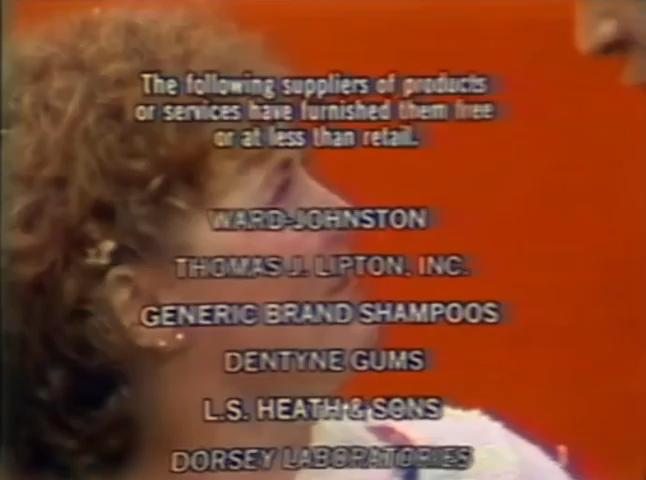 The following suppliers of products
or services have furnished them free
or at less than retail.
WARD-JOHNSTON
THOMAS J. LIPTON, INC.
GENERIC BRAND SHAMPOOS
DENTYNE GUMS
L.S. HEATH & SONS
DORSEY LABORATORIES